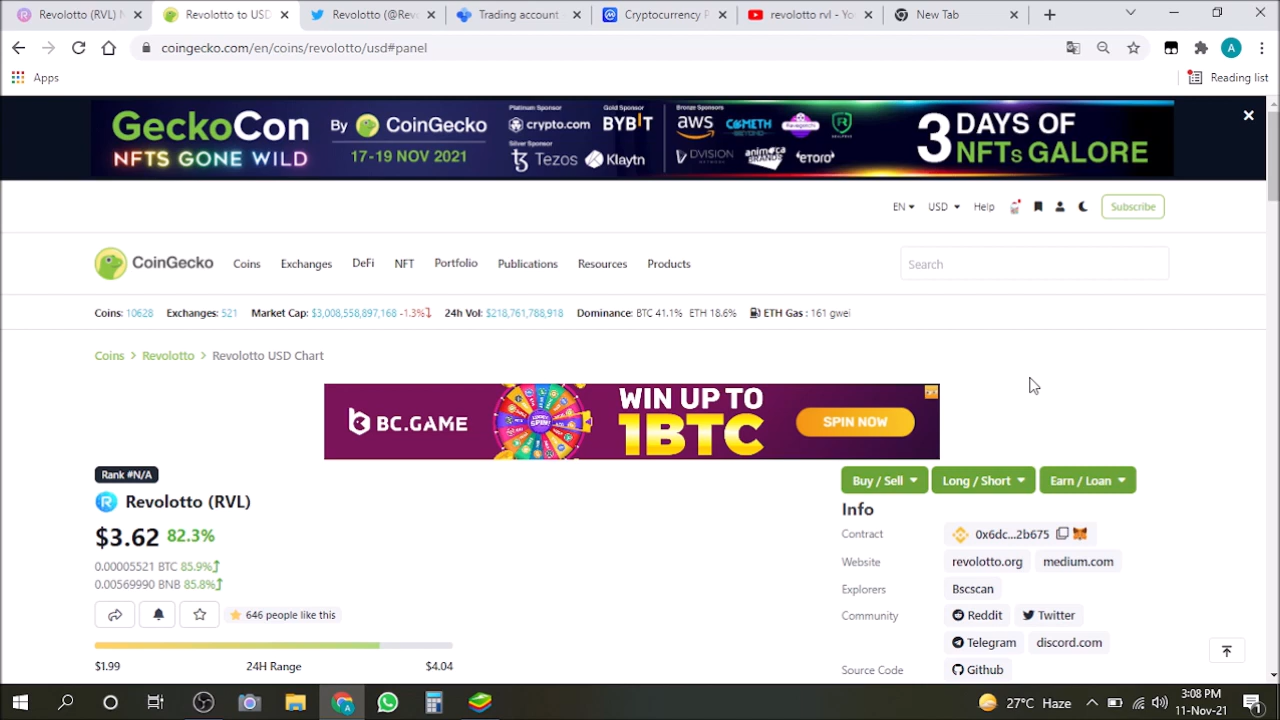 Revolotto (RVL) N
Revolotto to USD
Revolotto (@Reve
Trading account -
Cryptocurrency P
revolotto rvl - Yo
New Tab
coingecko.com/en/coins/revolotto/usd#panel
A
Apps
Reading list
GeckoCon By CoinGecko
NFTS GONE WILD 17-19 NOV 2021
Platinum Sponsor Gold Sponsor
crypto.com BYBIT
Silver Sponsor
Tezos Klaytn
Bronze Sponsors
aws COMETH
DVISION animoca BRANDS eToro
3 DAYS OF
NFTs GALORE
EN USD Help Subscribe
CoinGecko Coins Exchanges DeFi NFT Portfolio Publications Resources Products Search
Coins: 10628 Exchanges: 521 Market Cap: $3,008,558,897,168 -1.3% 24h Vol: $218,761,788,918 Dominance: BTC 41.1% ETH 18.6% ETH Gas : 161 gwei
Coins > Revolotto > Revolotto USD Chart
BC.GAME WIN UP TO
1BTC SPIN NOW
Rank #N/A
Revolotto (RVL)
$3.62 82.3%
0.00005521 BTC 85.9%
0.00569990 BNB 85.8%
646 people like this
$1.99 24H Range $4.04
Buy / Sell Long / Short Earn / Loan
Info
Contract 0x6dc...2b675
Website revolotto.org medium.com
Explorers Bscscan
Community Reddit Twitter
Telegram discord.com
Source Code Github
27°C Haze
3:08 PM
11-Nov-21
1